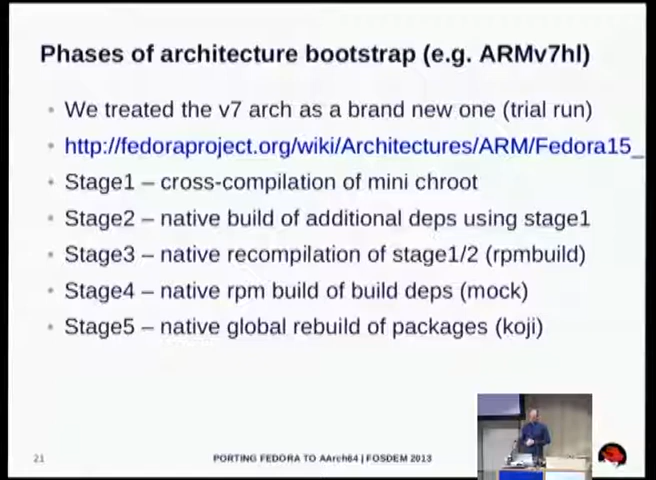 Phases of architecture bootstrap (e.g. ARMv7hl)
We treated the v7 arch as a brand new one (trial run)
http://fedoraproject.org/wiki/Architectures/ARM/Fedora15_
Stage1 – cross-compilation of mini chroot
Stage2 – native build of additional deps using stage1
Stage3 – native recompilation of stage1/2 (rpmbuild)
Stage4 – native rpm build of build deps (mock)
Stage5 – native global rebuild of packages (koji)
21
PORTING FEDORA TO AArch64 | FOSDEM 2013